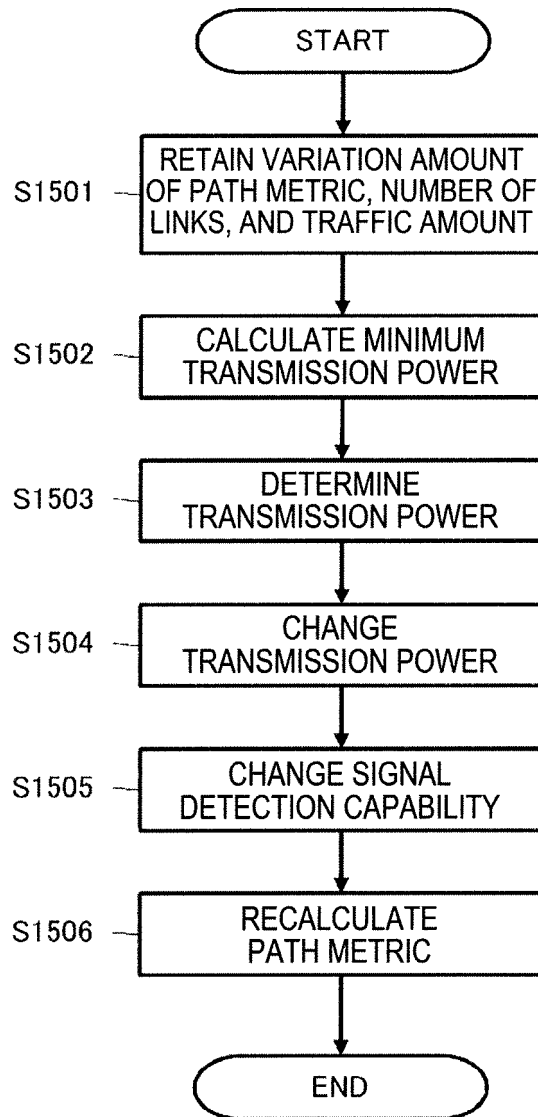 START
S1501
RETAIN VARIATION AMOUNT
OF PATH METRIC, NUMBER OF
LINKS, AND TRAFFIC AMOUNT
S1502
CALCULATE MINIMUM
TRANSMISSION POWER
S1503
DETERMINE
TRANSMISSION POWER
S1504
CHANGE
TRANSMISSION POWER
S1505
CHANGE SIGNAL
DETECTION CAPABILITY
S1506
RECALCULATE
PATH METRIC
END